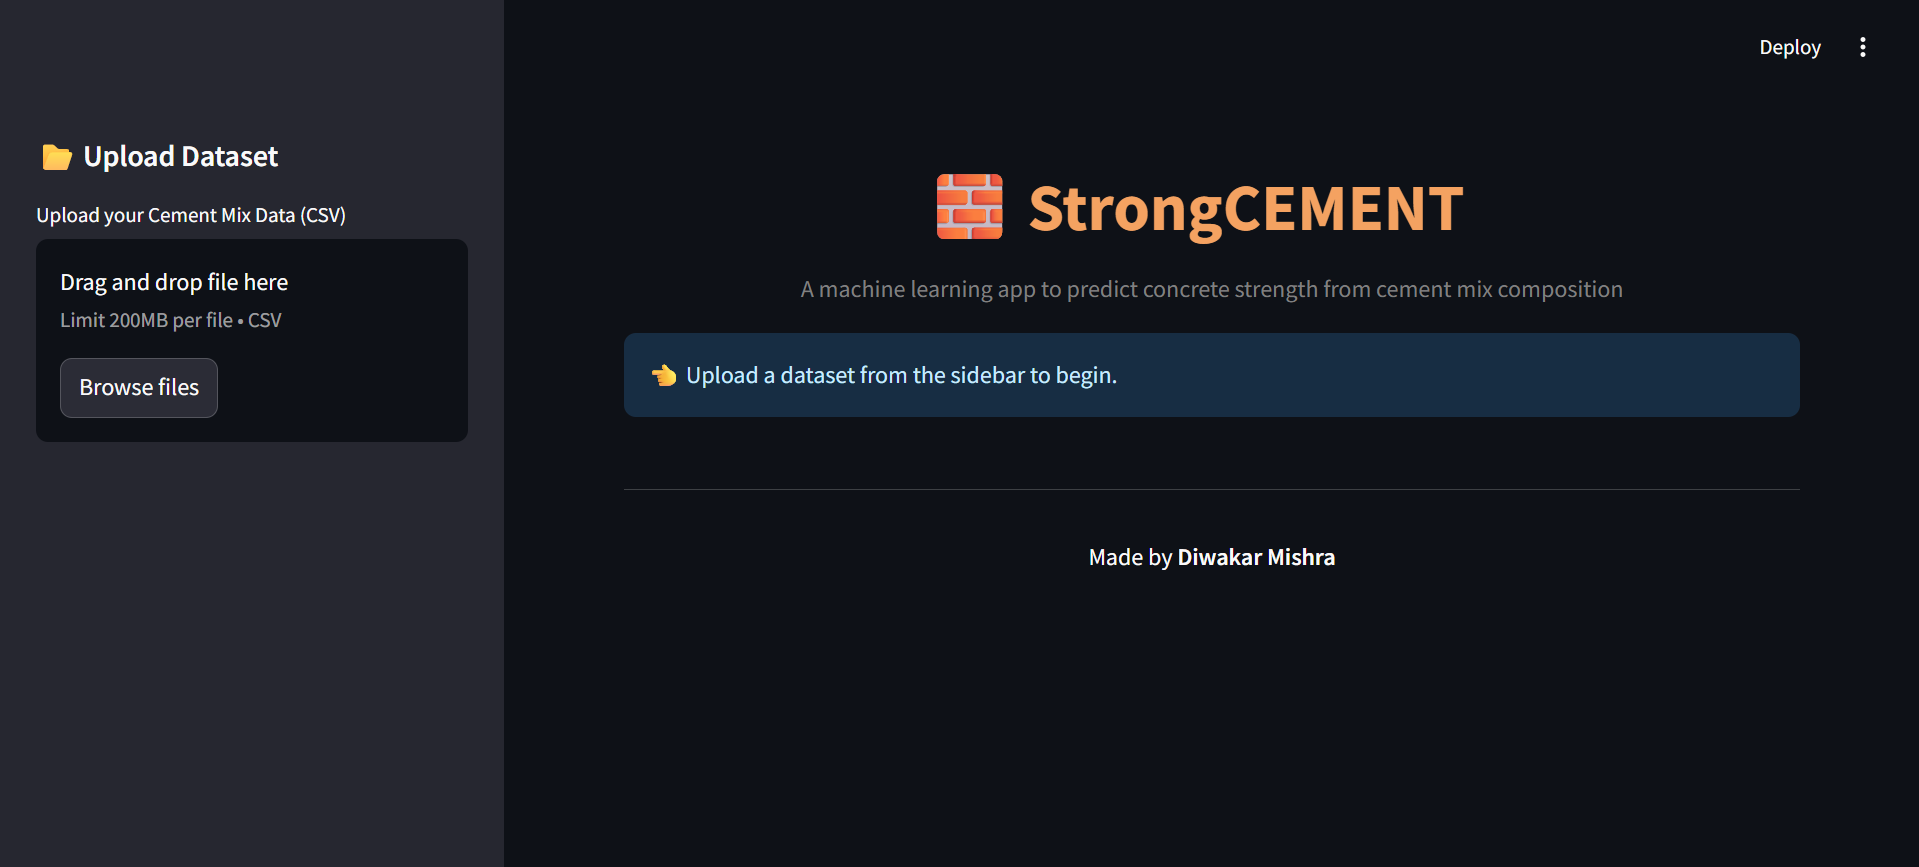 Deploy
Upload Dataset
Upload your Cement Mix Data (CSV)
Drag and drop file here
Limit 200MB per file • CSV
Browse files
StrongCEMENT
A machine learning app to predict concrete strength from cement mix composition
Upload a dataset from the sidebar to begin.
Made by Diwakar Mishra